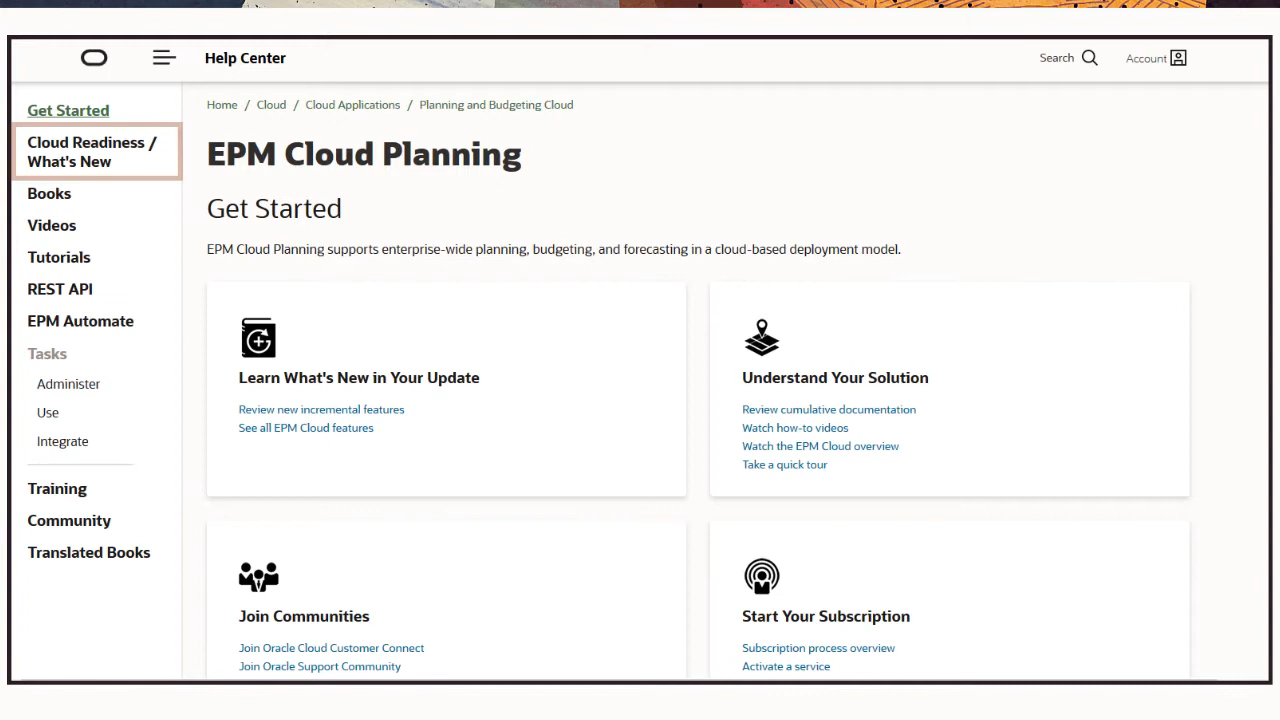 Help Center
Search
Account
Get Started
Cloud Readiness /
What's New
Books
Videos
Tutorials
REST API
EPM Automate
Tasks
Administer
Use
Integrate
Training
Community
Translated Books
Home / Cloud / Cloud Applications / Planning and Budgeting Cloud
EPM Cloud Planning
Get Started
EPM Cloud Planning supports enterprise-wide planning, budgeting, and forecasting in a cloud-based deployment model.
Learn What's New in Your Update
Review new incremental features
See all EPM Cloud features
Understand Your Solution
Review cumulative documentation
Watch how-to videos
Watch the EPM Cloud overview
Take a quick tour
Join Communities
Join Oracle Cloud Customer Connect
Join Oracle Support Community
Start Your Subscription
Subscription process overview
Activate a service